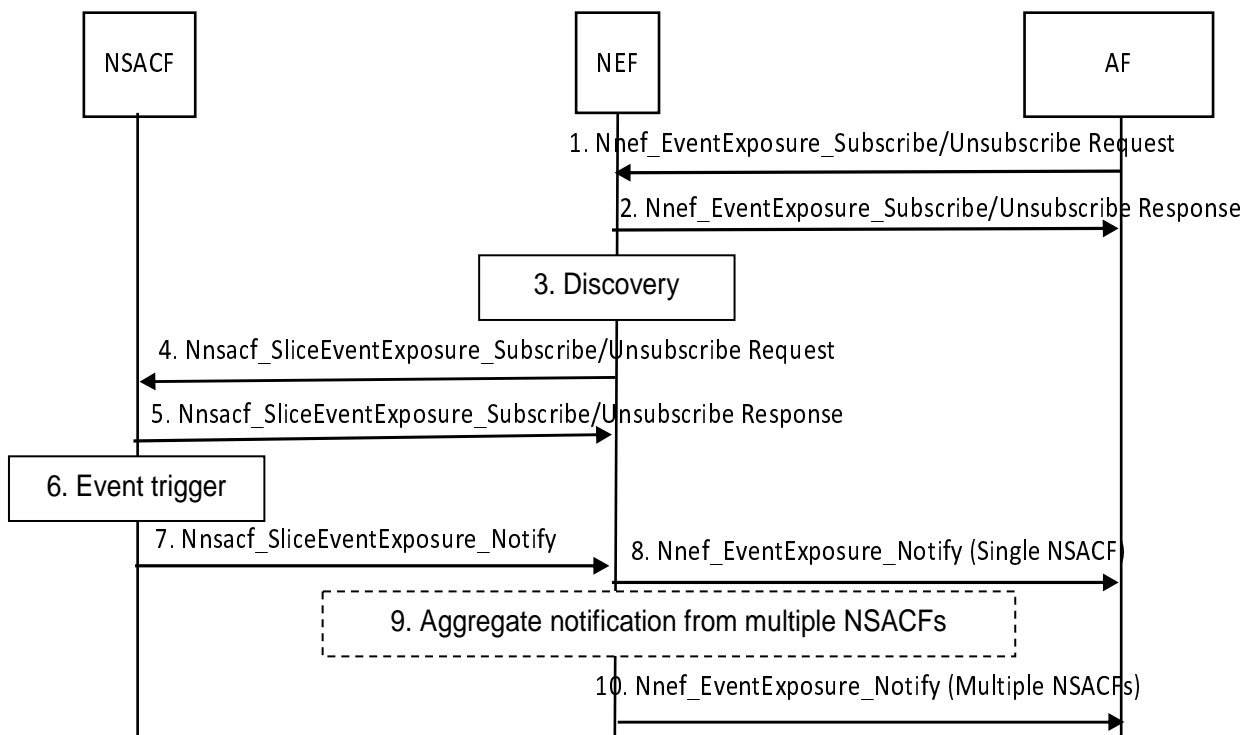 NSACF
NEF
AF
1. Nnef_EventExposure_Subscribe/Unsubscribe Request
2. Nnef_EventExposure_Subscribe/Unsubscribe Response
3. Discovery
4. Nnsacf_SliceEventExposure_Subscribe/Unsubscribe Request
5. Nnsacf_SliceEventExposure_Subscribe/Unsubscribe Response
6. Event trigger
7. Nnsacf_SliceEventExposure_Notify
8. Nnef_EventExposure_Notify (Single NSACF)
9. Aggregate notification from multiple NSACFs
10. Nnef_EventExposure_Notify (Multiple NSACFs)